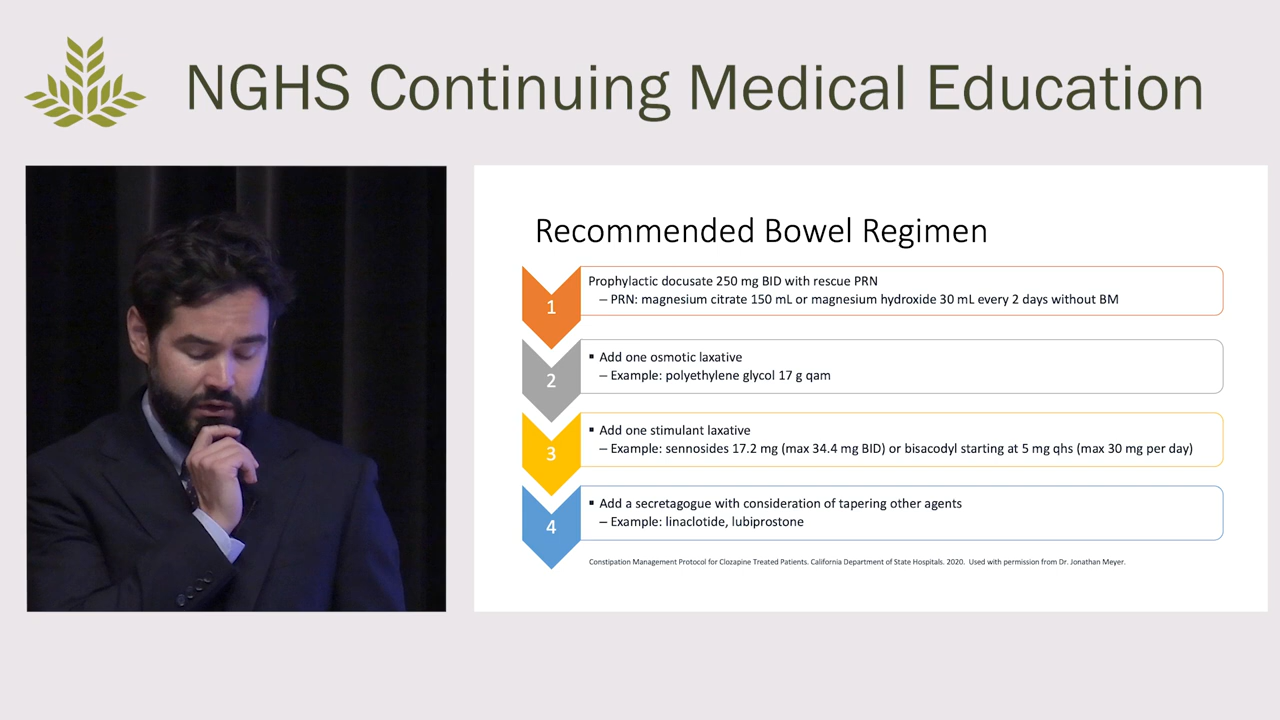 NGHS Continuing Medical Education
Recommended Bowel Regimen
1
Prophylactic docusate 250 mg BID with rescue PRN
– PRN: magnesium citrate 150 mL or magnesium hydroxide 30 mL every 2 days without BM
2
▪ Add one osmotic laxative
– Example: polyethylene glycol 17 g qam
3
▪ Add one stimulant laxative
– Example: sennosides 17.2 mg (max 34.4 mg BID) or bisacodyl starting at 5 mg qhs (max 30 mg per day)
4
▪ Add a secretagogue with consideration of tapering other agents
– Example: linaclotide, lubiprostone
Constipation Management Protocol for Clozapine Treated Patients. California Department of State Hospitals. 2020. Used with permission from Dr. Jonathan Meyer.